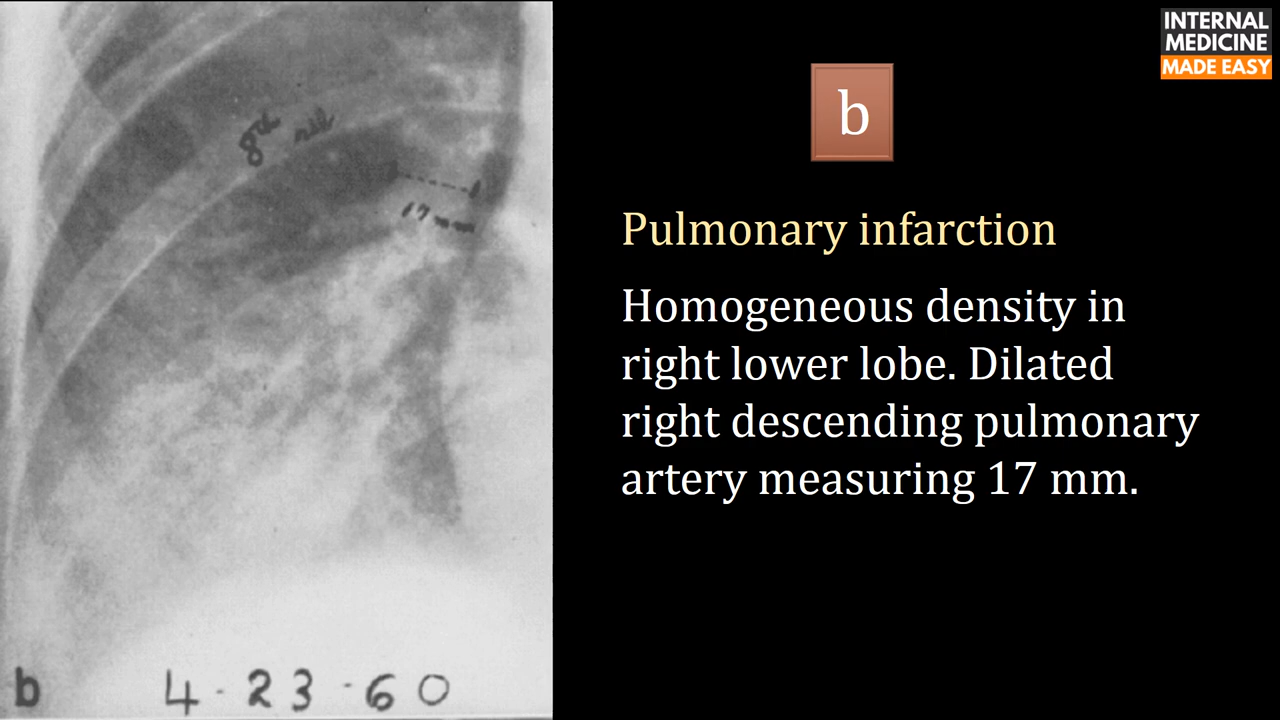 INTERNAL
MEDICINE
MADE EASY
b
Pulmonary infarction
Homogeneous density in
right lower lobe. Dilated
right descending pulmonary
artery measuring 17 mm.
17 mm
b
4-23-60